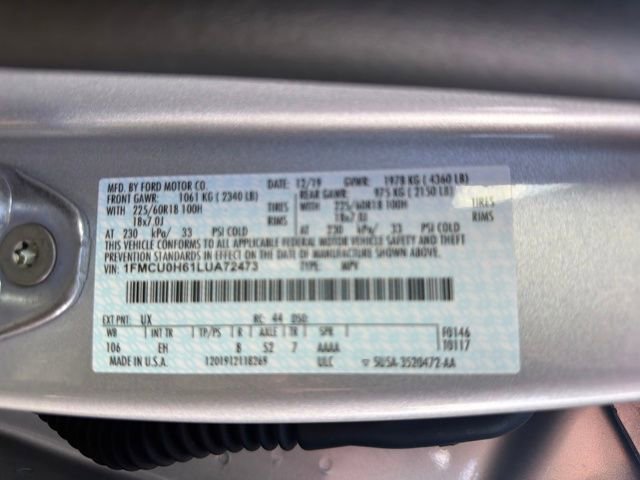 MFD. BY FORD MOTOR CO. DATE: 12/19 GVWR: 1978 KG ( 4360 LB)
FRONT GAWR: 1061 KG ( 2340 LB) REAR GAWR: 975 KG ( 2150 LB)
WITH 225/60R18 100H TIRES WITH 225/60R18 100H TIRES
18x7.0J RIMS 18x7.0J RIMS
AT 230 kPa/ 33 PSI COLD AT 230 kPa/ 33 PSI COLD
THIS VEHICLE CONFORMS TO ALL APPLICABLE FEDERAL MOTOR VEHICLE SAFETY, BUMPER, AND THEFT
PREVENTION STANDARDS IN EFFECT ON THE DATE OF MANUFACTURE SHOWN ABOVE.
VIN: 1FMCU0H61LUA72473 TYPE: MPV
EXT PNT: UX RC: 44 DSO:
WB INT TR TP/PS R AXLE TR SPR F0146
106 EH 8 52 7 AAAA T0117
MADE IN U.S.A. 1201912118269 ULC ▽ 5U5A-3520472-AA